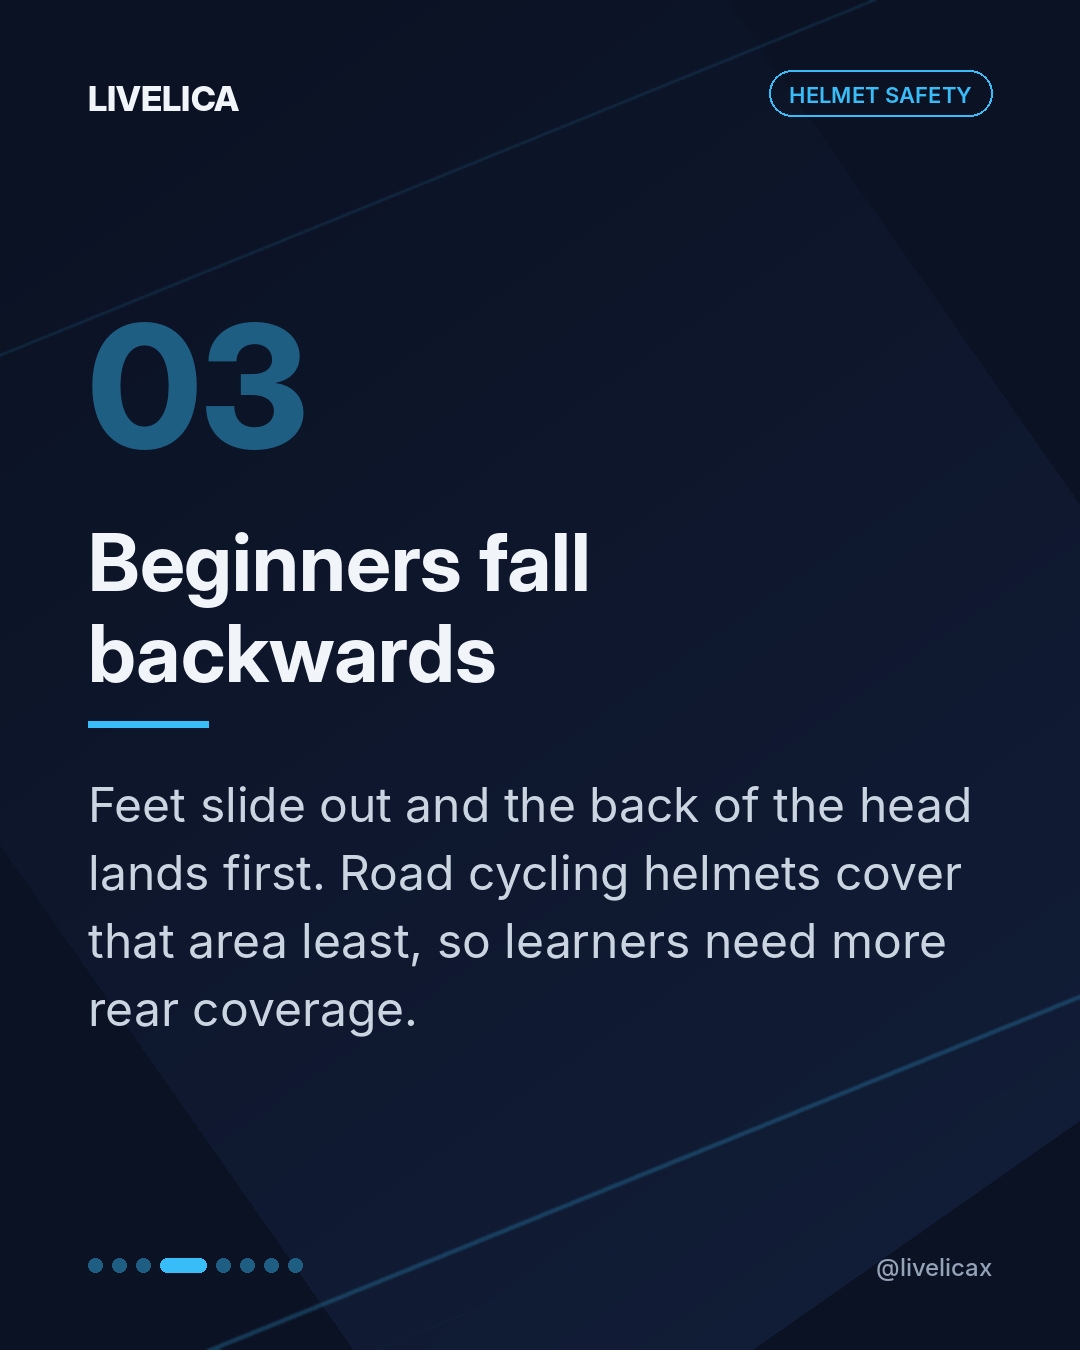 LIVELICA
HELMET SAFETY
03
Beginners fall
backwards
Feet slide out and the back of the head
lands first. Road cycling helmets cover
that area least, so learners need more
rear coverage.
@livelicax